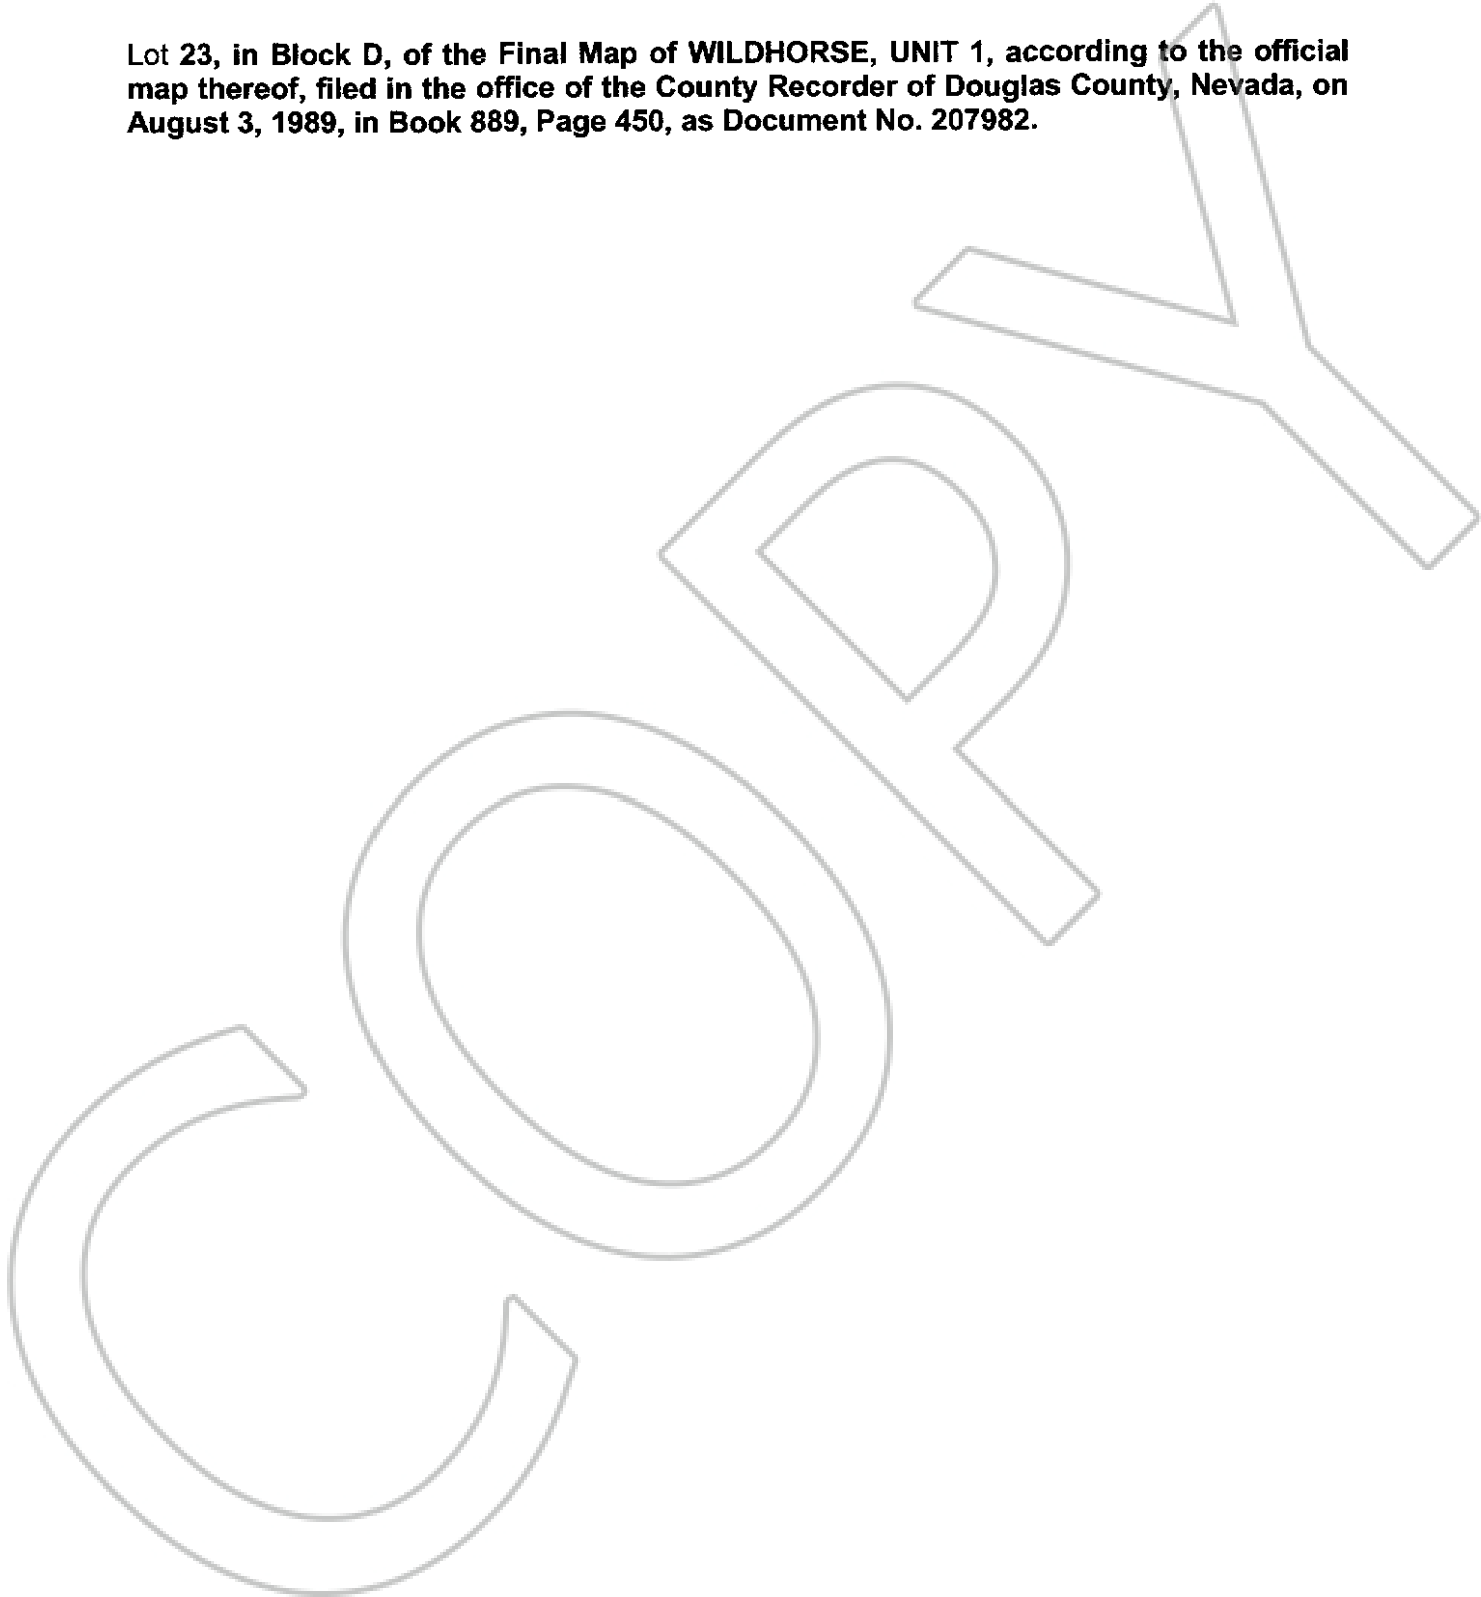 Lot 23, in Block D, of the Final Map of WILDHORSE, UNIT 1, according to the official
map thereof, filed in the office of the County Recorder of Douglas County, Nevada, on
August 3, 1989, in Book 889, Page 450, as Document No. 207982.
COPY